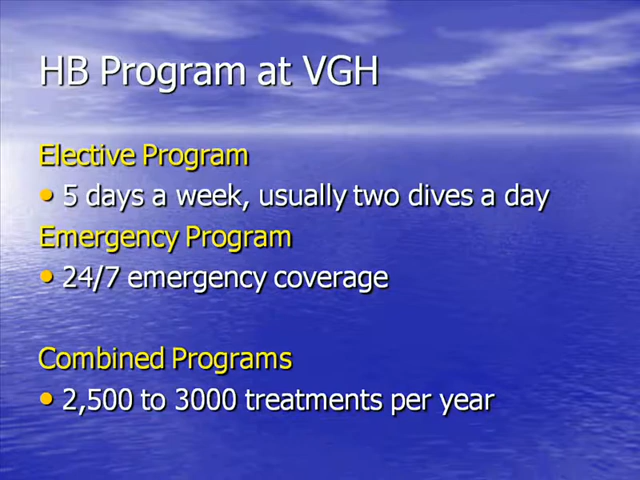 HB Program at VGH
Elective Program
• 5 days a week, usually two dives a day
Emergency Program
• 24/7 emergency coverage
Combined Programs
• 2,500 to 3000 treatments per year